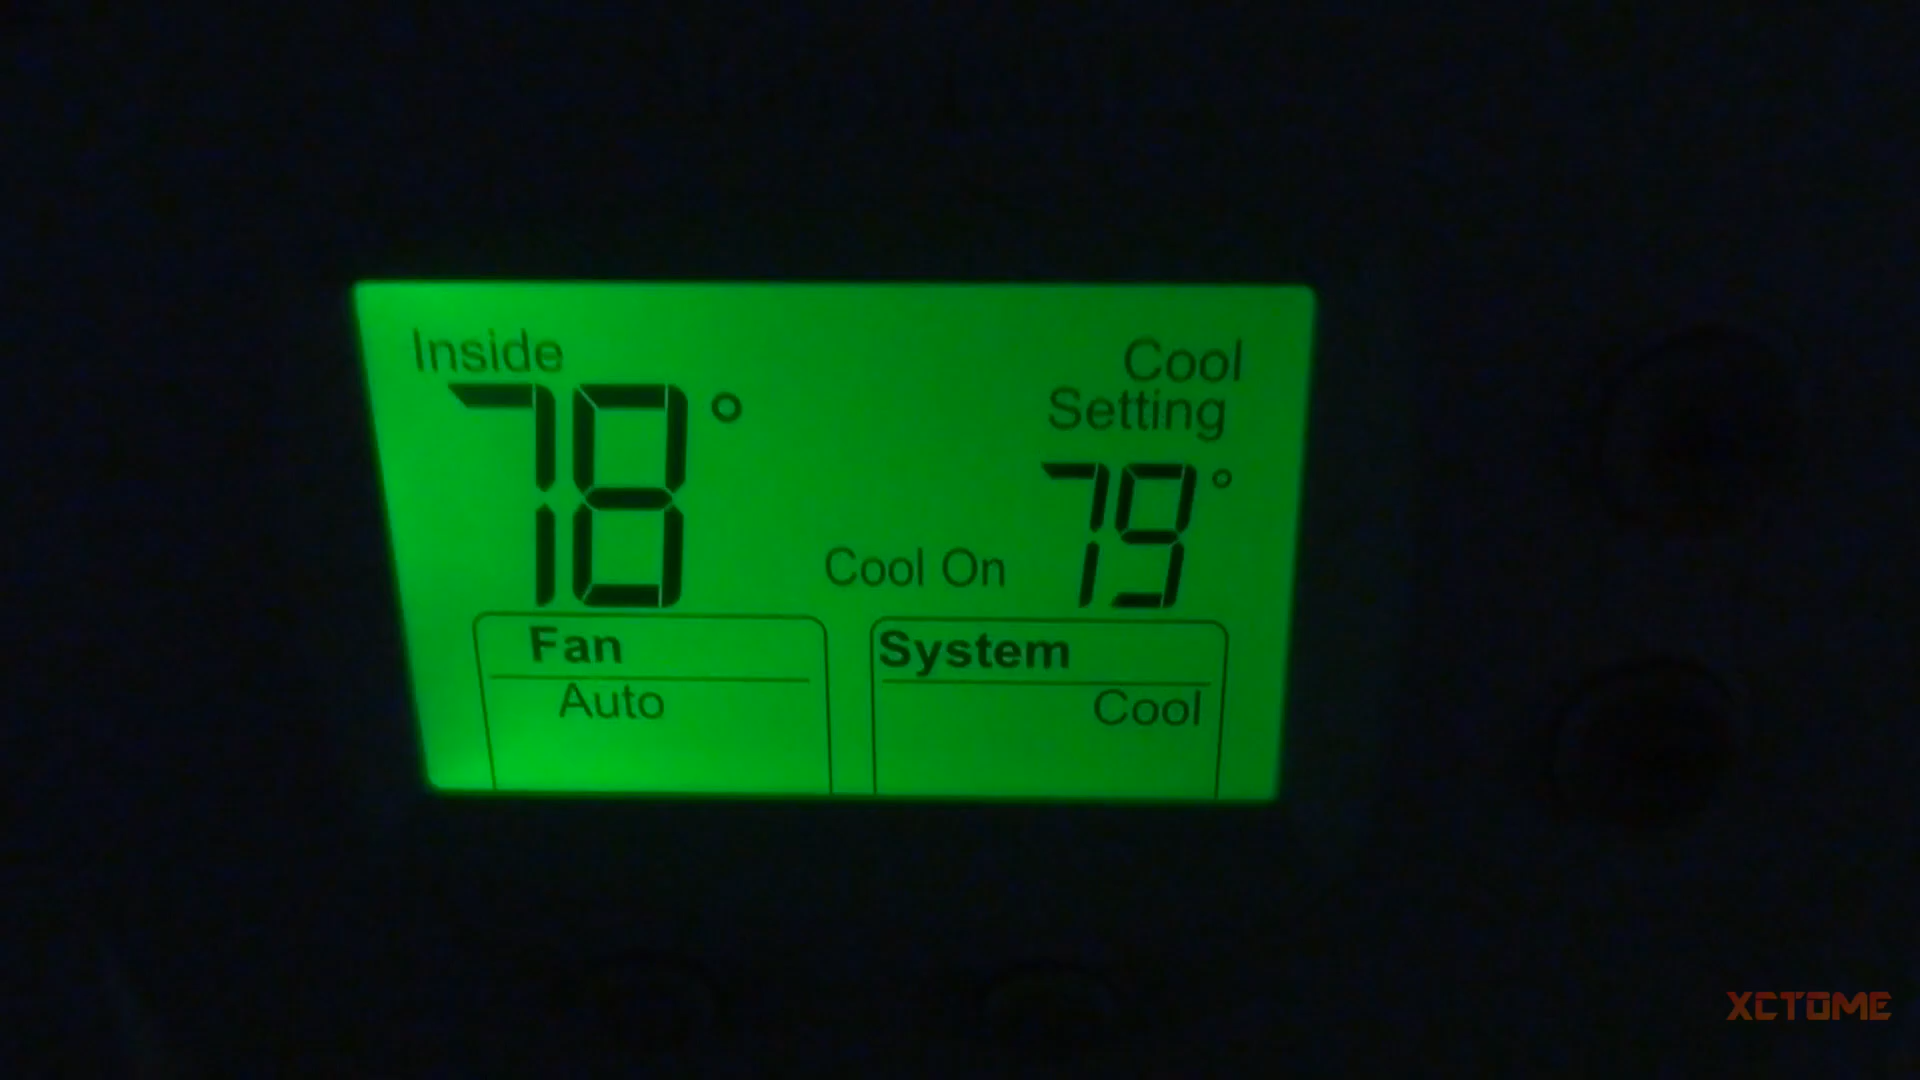 Inside
Cool
Setting
78°
79°
Cool On
Fan
System
Auto
Cool
XCTOME